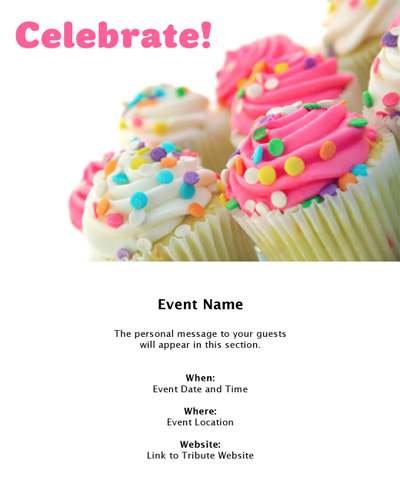 Celebrate!
Event Name
The personal message to your guests
will appear in this section.
When:
Event Date and Time
Where:
Event Location
Website:
Link to Tribute Website